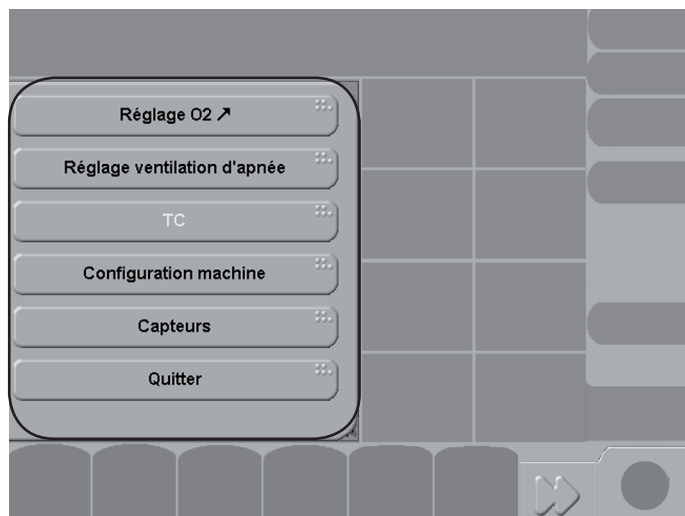 Réglage O2 ↗
Réglage ventilation d'apnée
TC
Configuration machine
Capteurs
Quitter